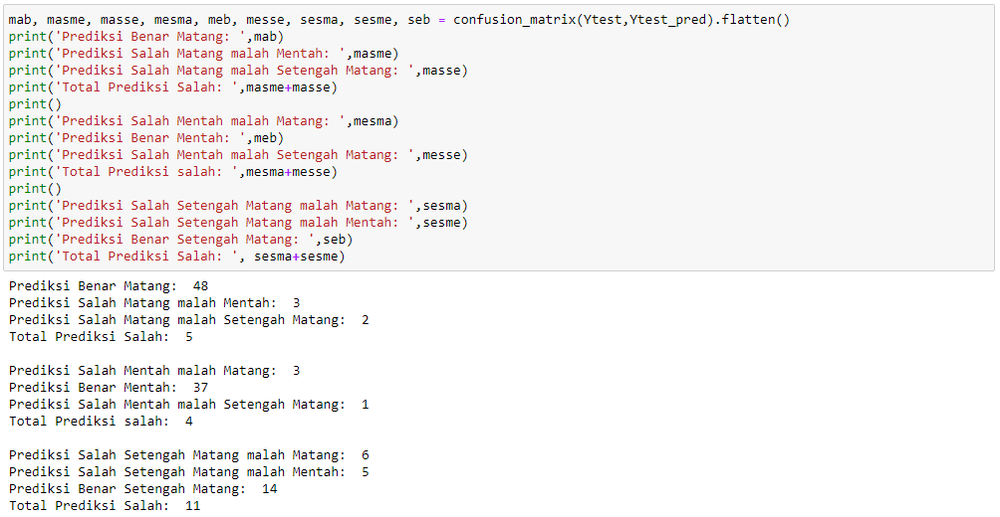 mab, masme, masse, mesma, meb, messe, sesma, sesme, seb = confusion_matrix(Ytest,Ytest_pred).flatten()
print('Prediksi Benar Matang: ',mab)
print('Prediksi Salah Matang malah Mentah: ',masme)
print('Prediksi Salah Matang malah Setengah Matang: ',masse)
print('Total Prediksi Salah: ',masme+masse)
print()
print('Prediksi Salah Mentah malah Matang: ',mesma)
print('Prediksi Benar Mentah: ',meb)
print('Prediksi Salah Mentah malah Setengah Matang: ',messe)
print('Total Prediksi salah: ',mesma+messe)
print()
print('Prediksi Salah Setengah Matang malah Matang: ',sesma)
print('Prediksi Salah Setengah Matang malah Mentah: ',sesme)
print('Prediksi Benar Setengah Matang: ',seb)
print('Total Prediksi Salah: ', sesma+sesme)
Prediksi Benar Matang:  48
Prediksi Salah Matang malah Mentah:  3
Prediksi Salah Matang malah Setengah Matang:  2
Total Prediksi Salah:  5
Prediksi Salah Mentah malah Matang:  3
Prediksi Benar Mentah:  37
Prediksi Salah Mentah malah Setengah Matang:  1
Total Prediksi salah:  4
Prediksi Salah Setengah Matang malah Matang:  6
Prediksi Salah Setengah Matang malah Mentah:  5
Prediksi Benar Setengah Matang:  14
Total Prediksi Salah:  11